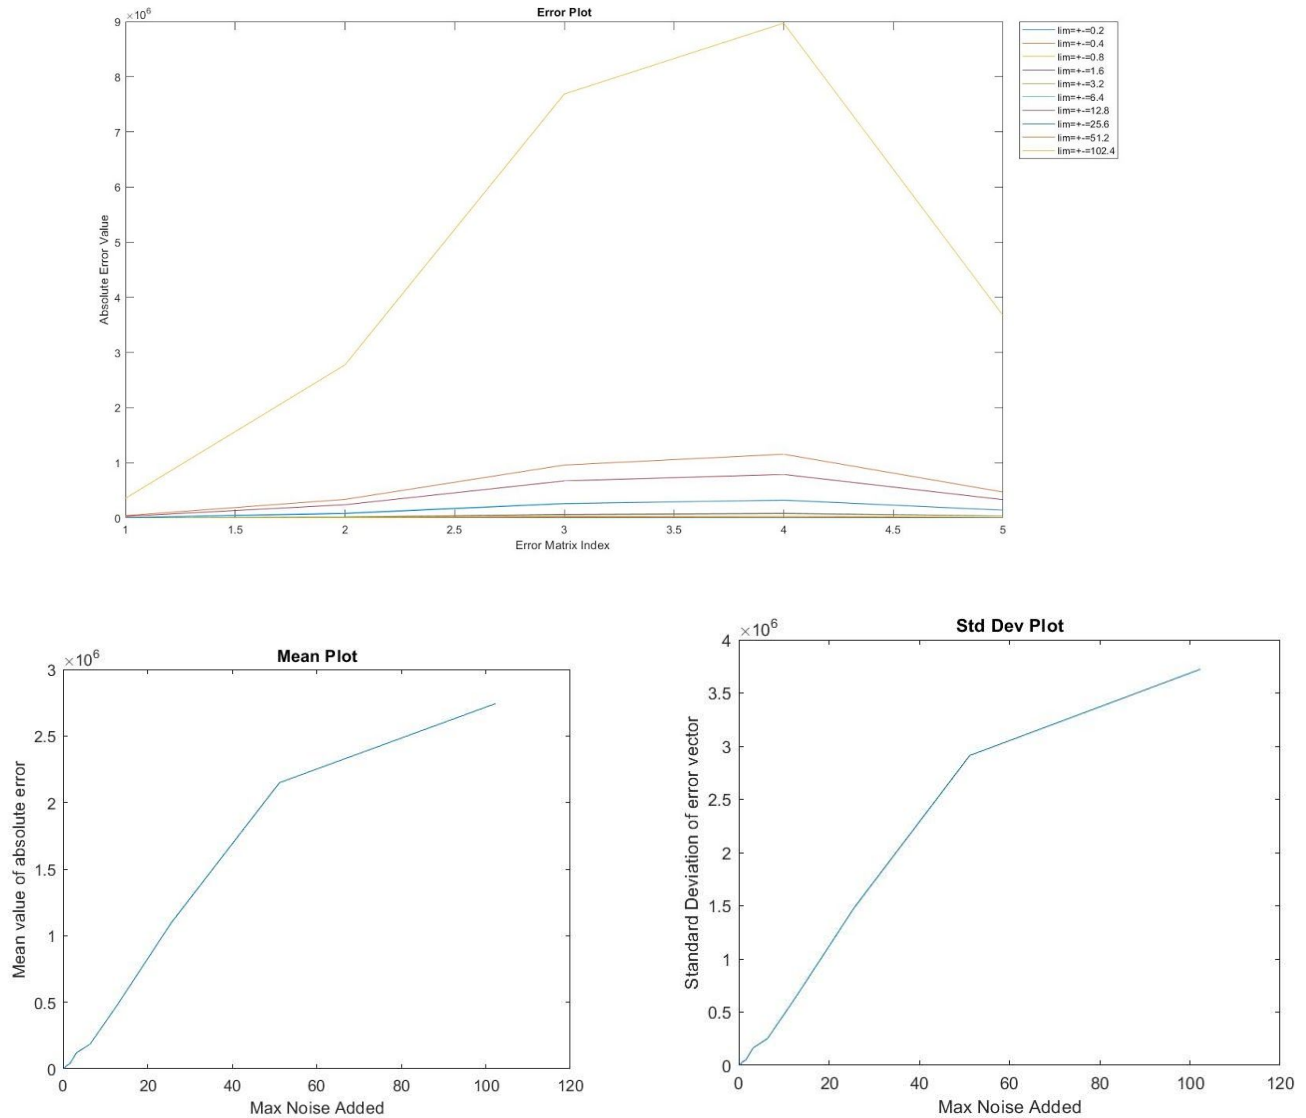 Error Plot
×10^6
9
8
7
6
5
4
3
2
1
0
Absolute Error Value
1 1.5 2 2.5 3 3.5 4 4.5 5
Error Matrix Index
lim=+-=0.2
lim=+-=0.4
lim=+-=0.8
lim=+-=1.6
lim=+-=3.2
lim=+-=6.4
lim=+-=12.8
lim=+-=25.6
lim=+-=51.2
lim=+-=102.4
Mean Plot
×10^6
3
2.5
2
1.5
1
0.5
0
Mean value of absolute error
0 20 40 60 80 100 120
Max Noise Added
Std Dev Plot
×10^6
4
3.5
3
2.5
2
1.5
1
0.5
0
Standard Deviation of error vector
0 20 40 60 80 100 120
Max Noise Added